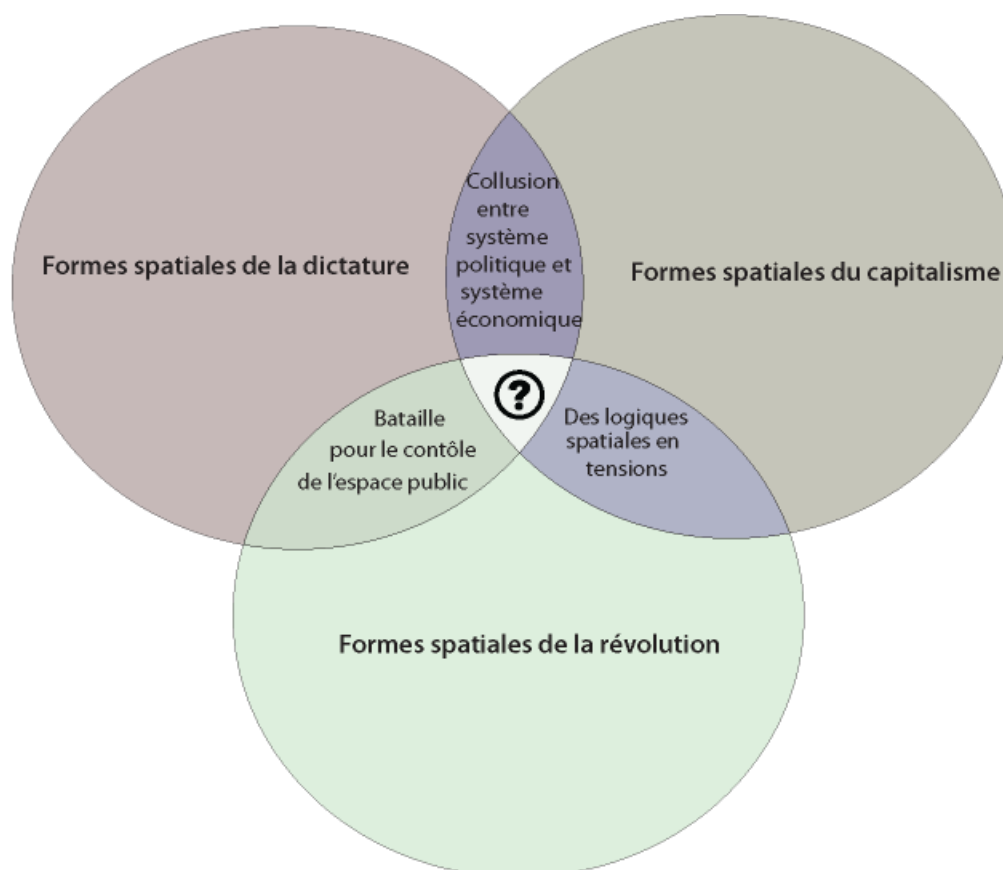 Collusion
entre
système
politique et
système
économique
Formes spatiales de la dictature
Formes spatiales du capitalisme
?
Bataille
pour le contôle
de l'espace public
Des logiques
spatiales en
tensions
Formes spatiales de la révolution